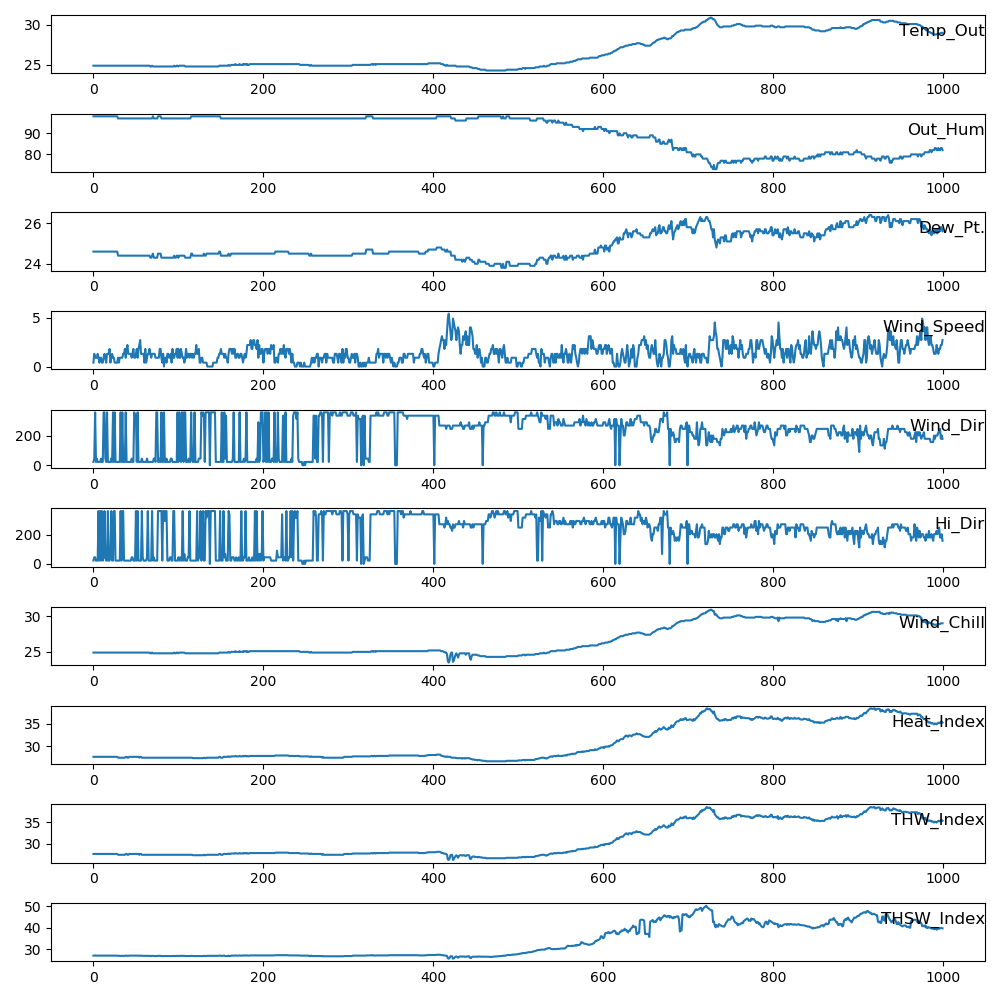 30
25
Temp_Out
0 200 400 600 800 1000
90
80
Out_Hum
0 200 400 600 800 1000
26
24
Dew_Pt.
0 200 400 600 800 1000
5
0
Wind_Speed
0 200 400 600 800 1000
200
0
Wind_Dir
0 200 400 600 800 1000
200
0
Hi_Dir
0 200 400 600 800 1000
30
25
Wind_Chill
0 200 400 600 800 1000
35
30
Heat_Index
0 200 400 600 800 1000
35
30
THW_Index
0 200 400 600 800 1000
50
40
30
THSW_Index
0 200 400 600 800 1000